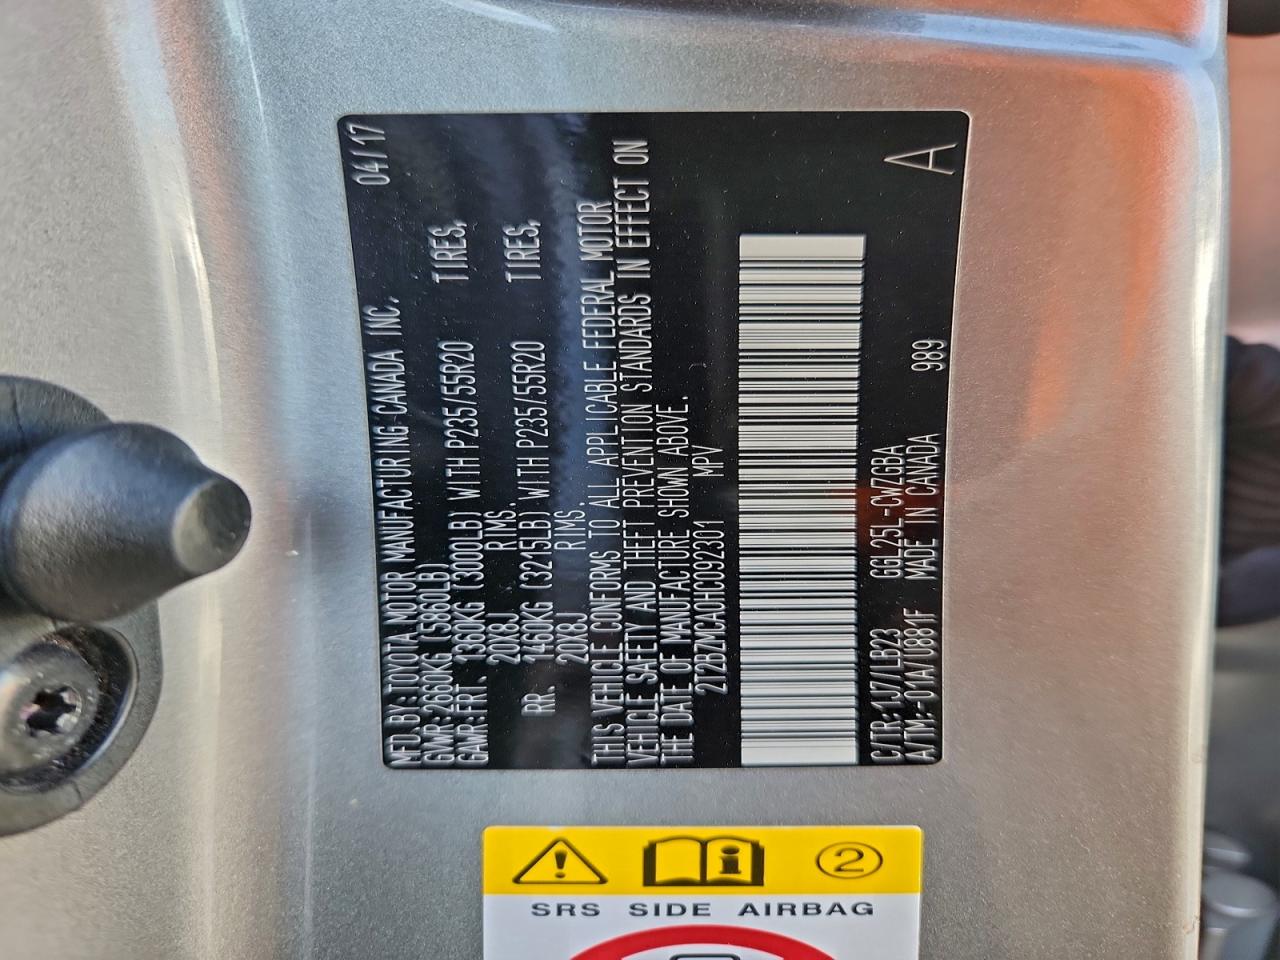 MFD. BY: TOYOTA MOTOR MANUFACTURING CANADA INC. 04/17
GVWR: 2660KG (5860LB)
GAWR: FRT. 1360KG (3000LB) WITH P235/55R20 TIRES,
20X8J RIMS.
RR. 1460KG (3215LB) WITH P235/55R20 TIRES,
20X8J RIMS.
THIS VEHICLE CONFORMS TO ALL APPLICABLE FEDERAL MOTOR
VEHICLE SAFETY AND THEFT PREVENTION STANDARDS IN EFFECT ON
THE DATE OF MANUFACTURE SHOWN ABOVE.
2T2BZMCA0HC092301 MPV
C/TR: 1J7/LB23 GGL25L-CWZGBA 989
A/TM: -01A/0881F MADE IN CANADA A
2
SRS SIDE AIRBAG